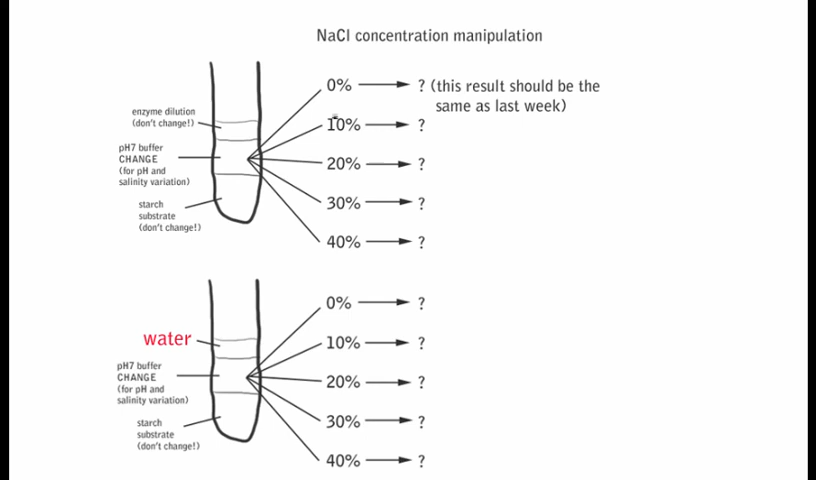 NaCl concentration manipulation
0% ? (this result should be the
same as last week)
enzyme dilution
(don't change!)
10% ?
pH7 buffer
CHANGE
(for pH and
salinity variation)
20% ?
starch
substrate
(don't change!)
30% ?
40% ?
0% ?
water
10% ?
pH7 buffer
CHANGE
(for pH and
salinity variation)
20% ?
starch
substrate
(don't change!)
30% ?
40% ?